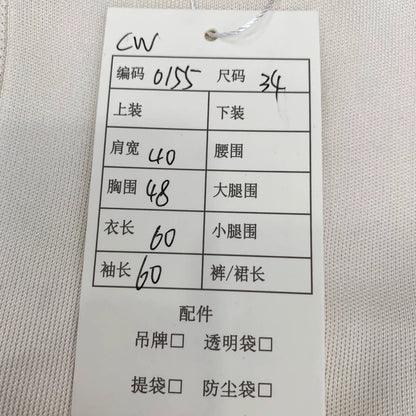 CW
编码 0155 尺码 34
上装 下装
肩宽 40 腰围
胸围 48 大腿围
衣长 60 小腿围
袖长 60 裤/裙长
配件
吊牌□ 透明袋□
提袋□ 防尘袋□